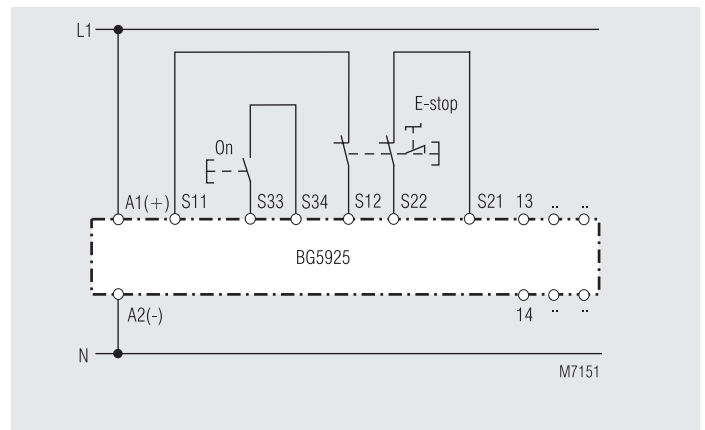 L1
E-stop
On
A1(+) S11 S33 S34 S12 S22 S21 13 .. ..
BG5925
A2(-) 14 .. ..
N
M7151